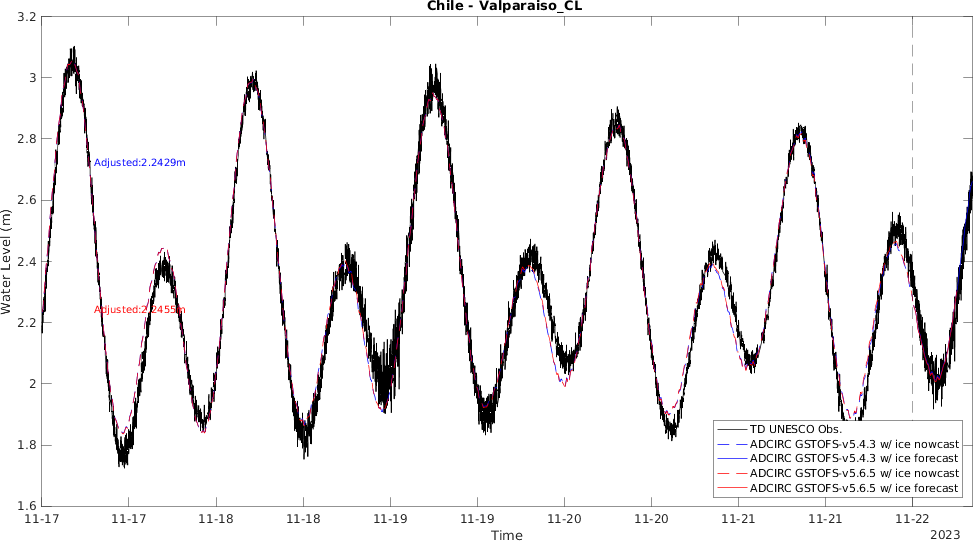 Chile - Valparaiso_CL
3.2
3
2.8
2.6
2.4
2.2
2
1.8
1.6
Water Level (m)
Adjusted:2.2429m
Adjusted:2.2455m
TD UNESCO Obs.
ADCIRC GSTOFS-v5.4.3 w/ ice nowcast
ADCIRC GSTOFS-v5.4.3 w/ ice forecast
ADCIRC GSTOFS-v5.6.5 w/ ice nowcast
ADCIRC GSTOFS-v5.6.5 w/ ice forecast
11-17 11-17 11-18 11-18 11-19 11-19 11-20 11-20 11-21 11-21 11-22
Time
2023